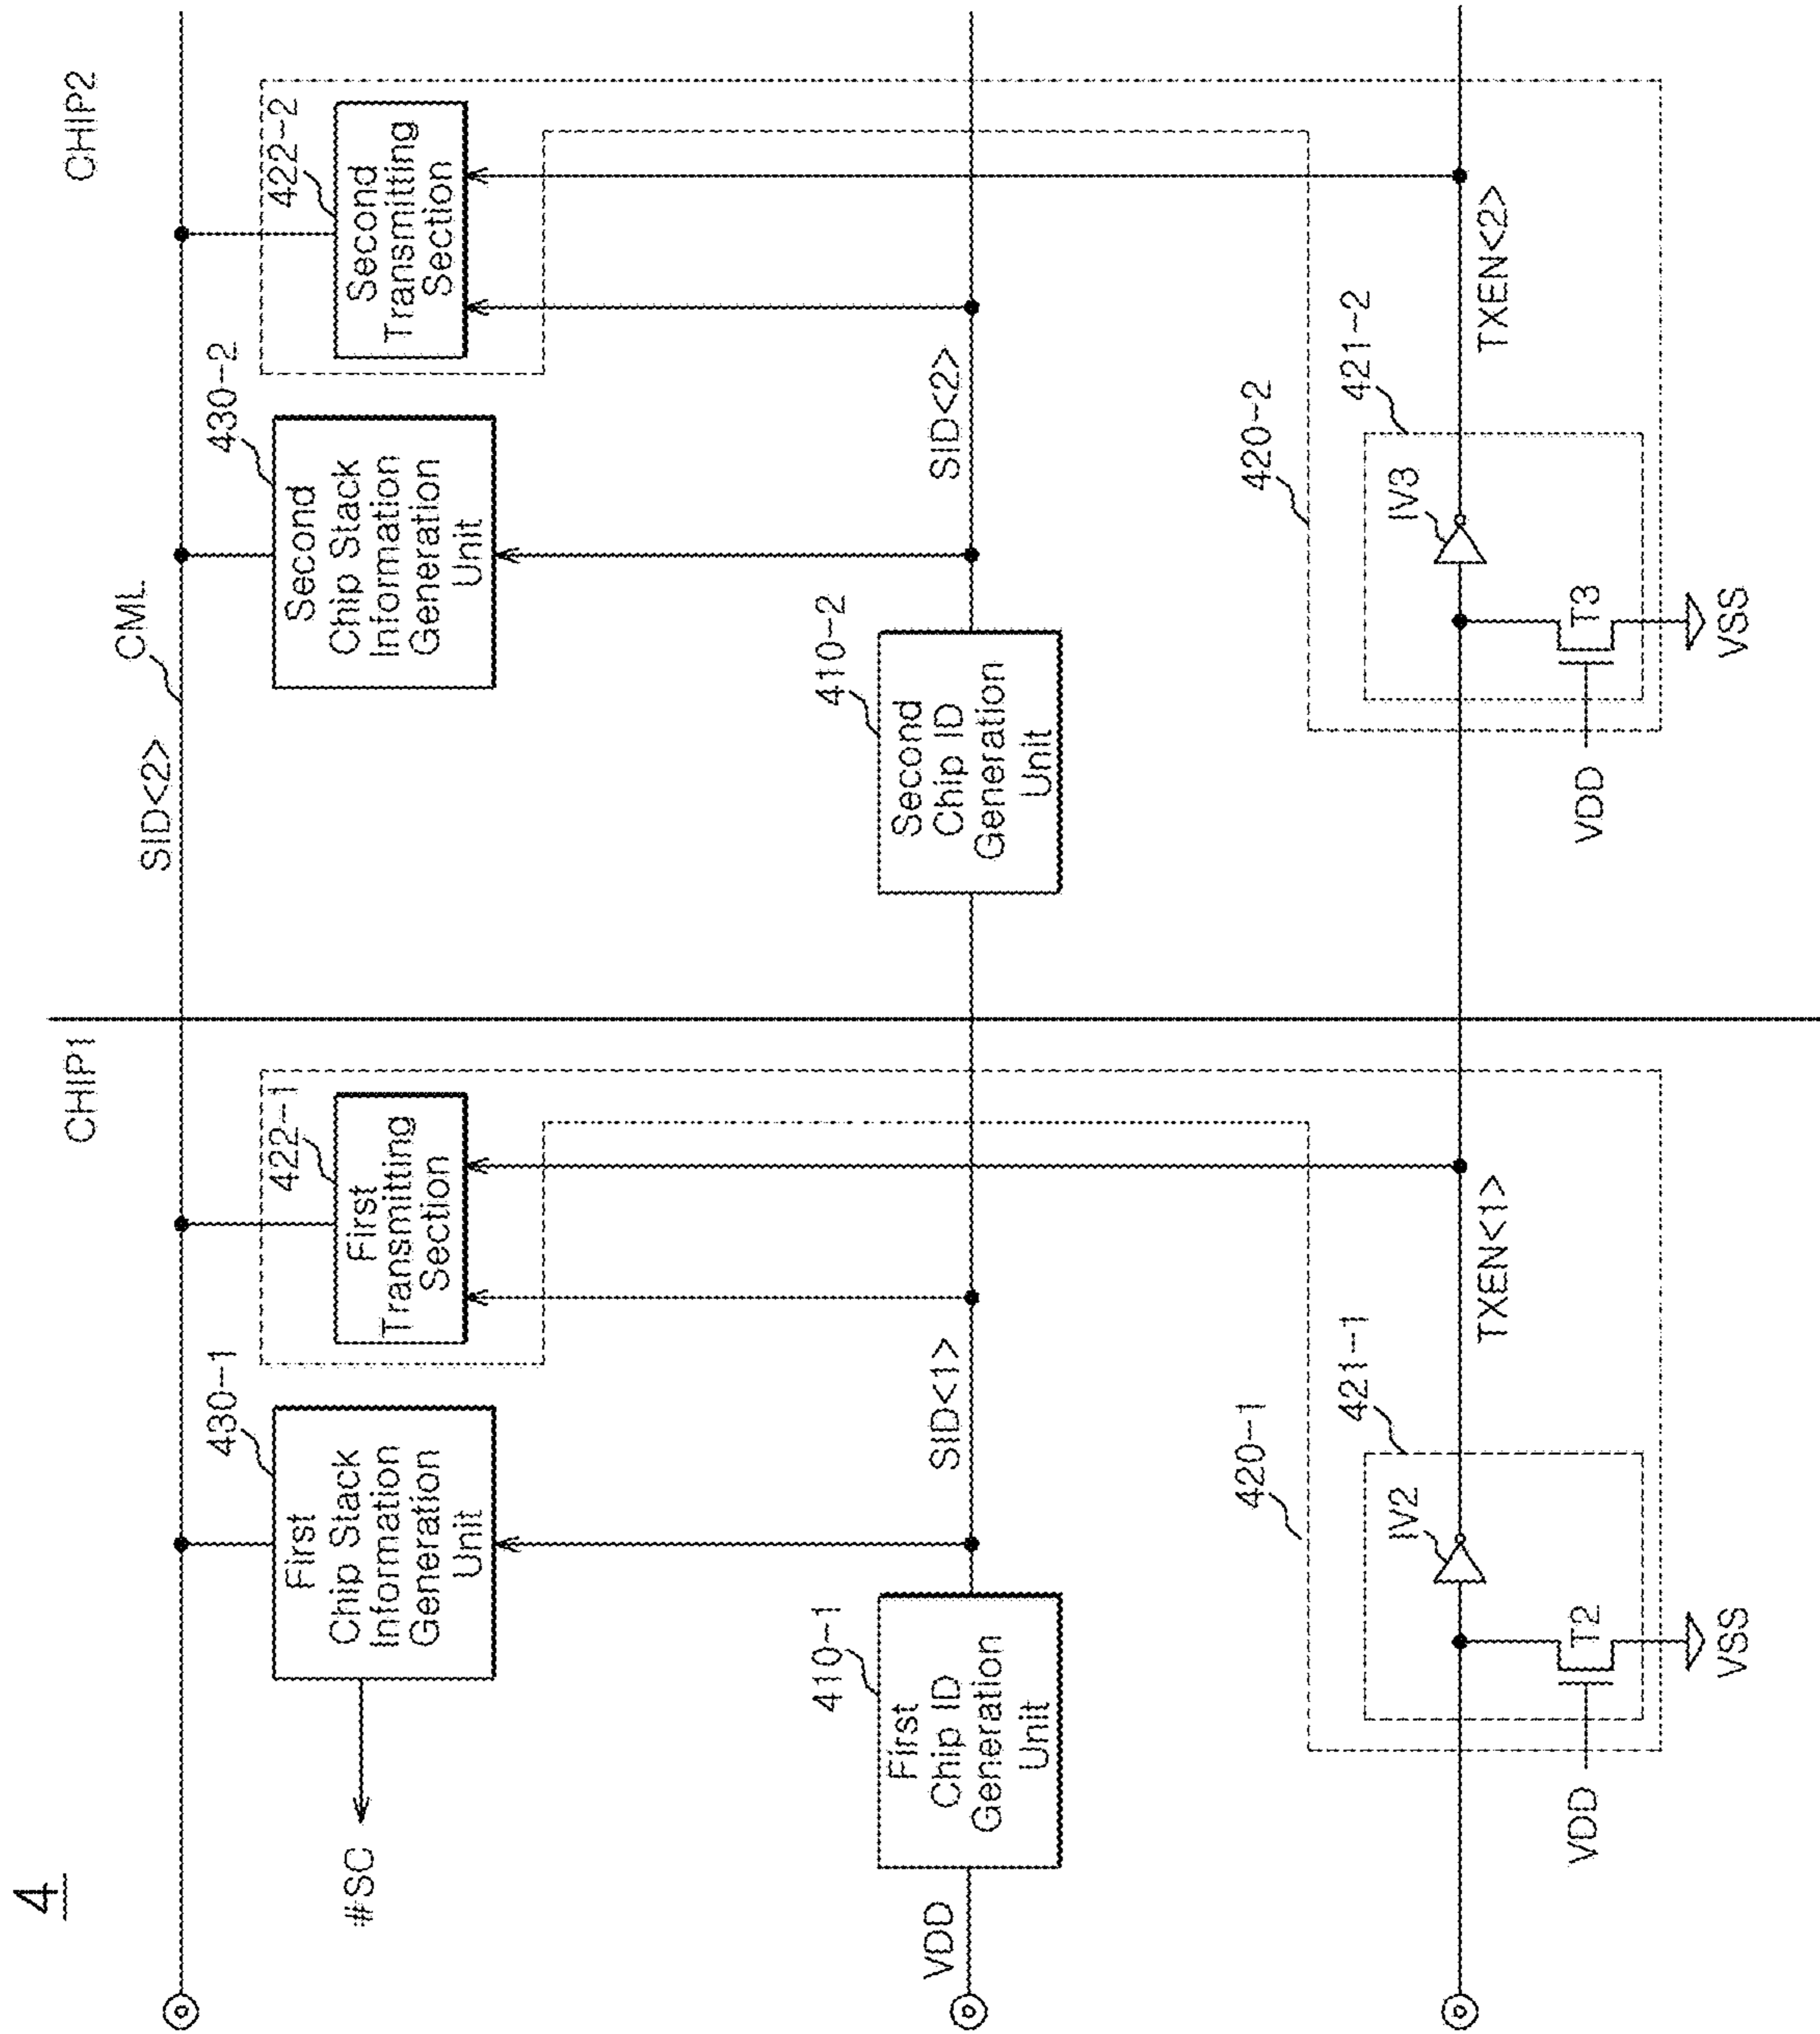 4
CHIP1
CHIP2
SID<2>
CML
#SC
430-1
First
Chip Stack
Information
Generation
Unit
422-1
First
Transmitting
Section
430-2
Second
Chip Stack
Information
Generation
Unit
422-2
Second
Transmitting
Section
VDD
410-1
First
Chip ID
Generation
Unit
SID<1>
410-2
Second
Chip ID
Generation
Unit
SID<2>
420-1
421-1
IV2
T2
VDD
VSS
TXEN<1>
420-2
421-2
IV3
T3
VDD
VSS
TXEN<2>